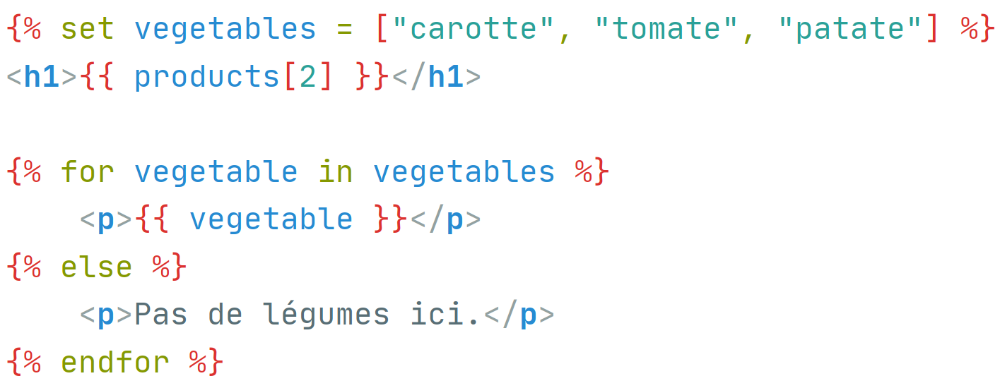 {% set vegetables = ["carotte", "tomate", "patate"] %}
<h1>{{ products[2] }}</h1>
{% for vegetable in vegetables %}
<p>{{ vegetable }}</p>
{% else %}
<p>Pas de légumes ici.</p>
{% endfor %}